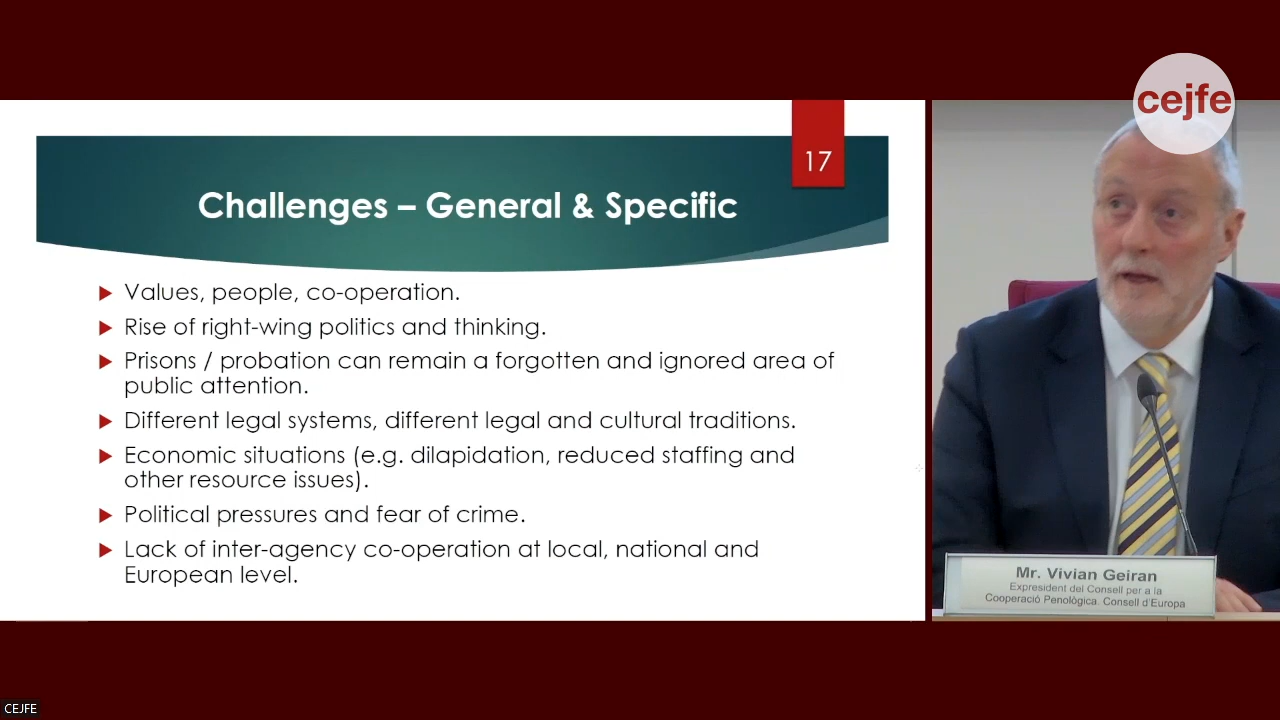 cejfe
17
Challenges – General & Specific
Values, people, co-operation.
Rise of right-wing politics and thinking.
Prisons / probation can remain a forgotten and ignored area of
public attention.
Different legal systems, different legal and cultural traditions.
Economic situations (e.g. dilapidation, reduced staffing and
other resource issues).
Political pressures and fear of crime.
Lack of inter-agency co-operation at local, national and
European level.
Mr. Vivian Geiran
Expresident del Consell per a la
Cooperació Penològica. Consell d'Europa
CEJFE